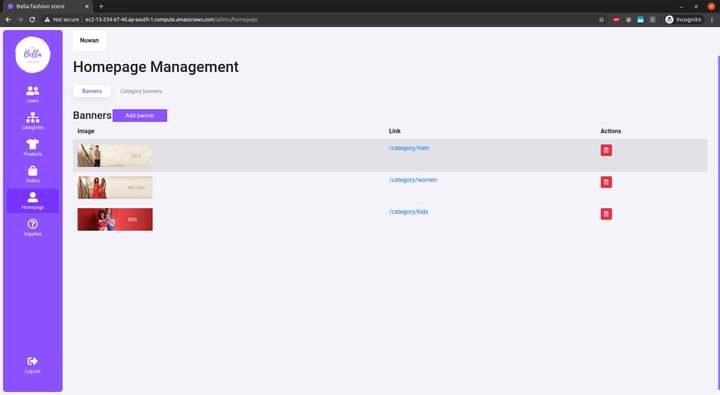 Bella fashion store
Not secure
ec2-13-234-67-40.ap-south-1.compute.amazonaws.com/admin/homepage
Incognito
Bella
Nuwan
Homepage Management
Users
Banners
Category banners
Categories
Banners
Add banner
Image
Link
Actions
Products
/category/men
Orders
/category/women
Homepage
KIDS
/category/kids
Inquiries
Log out